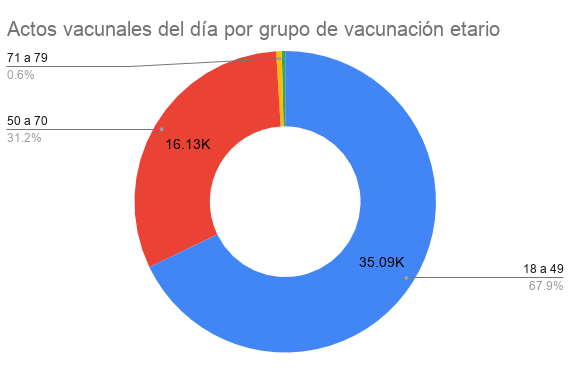 Actos vacunales del día por grupo de vacunación etario
71 a 79
0.6%
50 a 70
31.2%
16.13K
35.09K
18 a 49
67.9%